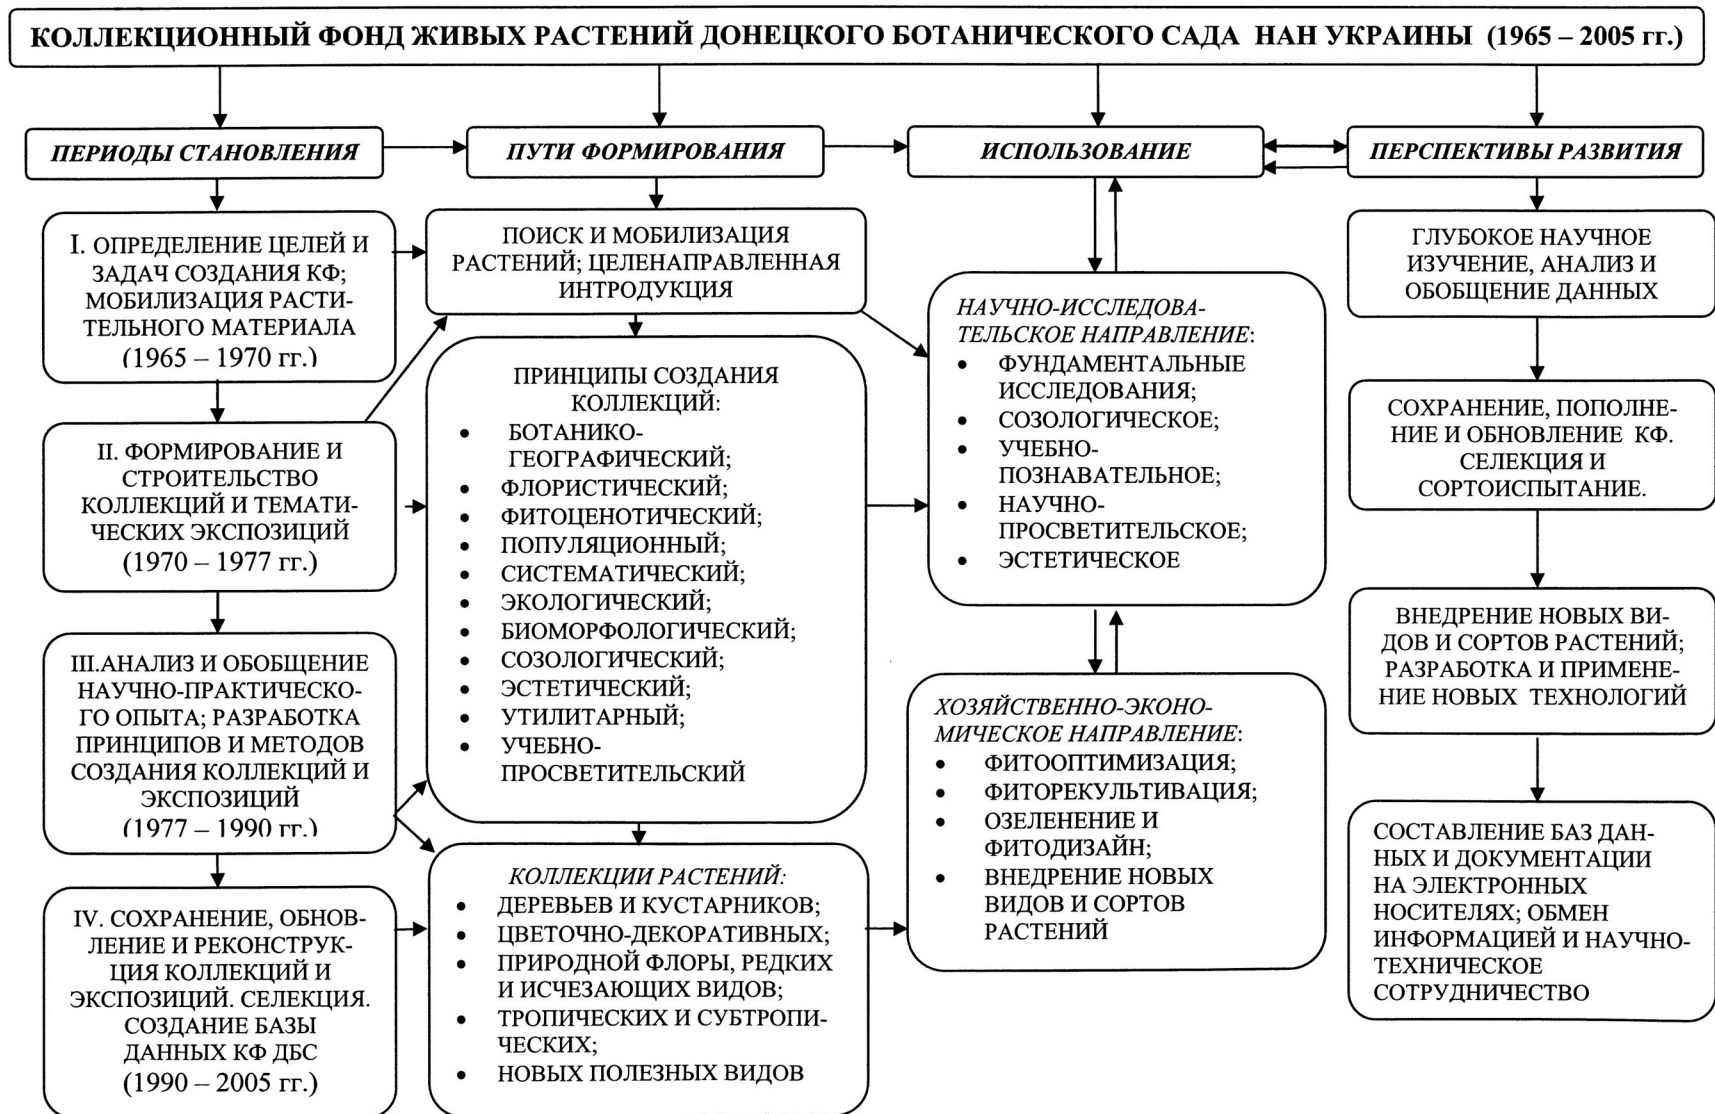 КОЛЛЕКЦИОННЫЙ ФОНД ЖИВЫХ РАСТЕНИЙ ДОНЕЦКОГО БОТАНИЧЕСКОГО САДА НАН УКРАИНЫ (1965 – 2005 гг.)
ПЕРИОДЫ СТАНОВЛЕНИЯ
I. ОПРЕДЕЛЕНИЕ ЦЕЛЕЙ И
ЗАДАЧ СОЗДАНИЯ КФ;
МОБИЛИЗАЦИЯ РАСТИ-
ТЕЛЬНОГО МАТЕРИАЛА
(1965 – 1970 гг.)
II. ФОРМИРОВАНИЕ И
СТРОИТЕЛЬСТВО
КОЛЛЕКЦИЙ И ТЕМАТИ-
ЧЕСКИХ ЭКСПОЗИЦИЙ
(1970 – 1977 гг.)
III.АНАЛИЗ И ОБОБЩЕНИЕ
НАУЧНО-ПРАКТИЧЕСКО-
ГО ОПЫТА; РАЗРАБОТКА
ПРИНЦИПОВ И МЕТОДОВ
СОЗДАНИЯ КОЛЛЕКЦИЙ И
ЭКСПОЗИЦИЙ
(1977 – 1990 гг.)
IV. СОХРАНЕНИЕ, ОБНОВ-
ЛЕНИЕ И РЕКОНСТРУК-
ЦИЯ КОЛЛЕКЦИЙ И
ЭКСПОЗИЦИЙ. СЕЛЕКЦИЯ.
СОЗДАНИЕ БАЗЫ
ДАННЫХ КФ ДБС
(1990 – 2005 гг.)
ПУТИ ФОРМИРОВАНИЯ
ПОИСК И МОБИЛИЗАЦИЯ
РАСТЕНИЙ; ЦЕЛЕНАПРАВЛЕННАЯ
ИНТРОДУКЦИЯ
ПРИНЦИПЫ СОЗДАНИЯ
КОЛЛЕКЦИЙ:
• БОТАНИКО-
ГЕОГРАФИЧЕСКИЙ;
• ФЛОРИСТИЧЕСКИЙ;
• ФИТОЦЕНОТИЧЕСКИЙ;
• ПОПУЛЯЦИОННЫЙ;
• СИСТЕМАТИЧЕСКИЙ;
• ЭКОЛОГИЧЕСКИЙ;
• БИОМОРФОЛОГИЧЕСКИЙ;
• СОЗОЛОГИЧЕСКИЙ;
• ЭСТЕТИЧЕСКИЙ;
• УТИЛИТАРНЫЙ;
• УЧЕБНО-
ПРОСВЕТИТЕЛЬСКИЙ
КОЛЛЕКЦИИ РАСТЕНИЙ:
• ДЕРЕВЬЕВ И КУСТАРНИКОВ;
• ЦВЕТОЧНО-ДЕКОРАТИВНЫХ;
• ПРИРОДНОЙ ФЛОРЫ, РЕДКИХ
И ИСЧЕЗАЮЩИХ ВИДОВ;
• ТРОПИЧЕСКИХ И СУБТРОПИ-
ЧЕСКИХ;
• НОВЫХ ПОЛЕЗНЫХ ВИДОВ
ИСПОЛЬЗОВАНИЕ
НАУЧНО-ИССЛЕДОВА-
ТЕЛЬСКОЕ НАПРАВЛЕНИЕ:
• ФУНДАМЕНТАЛЬНЫЕ
ИССЛЕДОВАНИЯ;
• СОЗОЛОГИЧЕСКОЕ;
• УЧЕБНО-
ПОЗНАВАТЕЛЬНОЕ;
• НАУЧНО-
ПРОСВЕТИТЕЛЬСКОЕ;
• ЭСТЕТИЧЕСКОЕ
ХОЗЯЙСТВЕННО-ЭКОНО-
МИЧЕСКОЕ НАПРАВЛЕНИЕ:
• ФИТООПТИМИЗАЦИЯ;
• ФИТОРЕКУЛЬТИВАЦИЯ;
• ОЗЕЛЕНЕНИЕ И
ФИТОДИЗАЙН;
• ВНЕДРЕНИЕ НОВЫХ
ВИДОВ И СОРТОВ
РАСТЕНИЙ
ПЕРСПЕКТИВЫ РАЗВИТИЯ
ГЛУБОКОЕ НАУЧНОЕ
ИЗУЧЕНИЕ, АНАЛИЗ И
ОБОБЩЕНИЕ ДАННЫХ
СОХРАНЕНИЕ, ПОПОЛНЕ-
НИЕ И ОБНОВЛЕНИЕ КФ.
СЕЛЕКЦИЯ И
СОРТОИСПЫТАНИЕ.
ВНЕДРЕНИЕ НОВЫХ ВИ-
ДОВ И СОРТОВ РАСТЕНИЙ;
РАЗРАБОТКА И ПРИМЕНЕ-
НИЕ НОВЫХ ТЕХНОЛОГИЙ
СОСТАВЛЕНИЕ БАЗ ДАН-
НЫХ И ДОКУМЕНТАЦИИ
НА ЭЛЕКТРОННЫХ
НОСИТЕЛЯХ; ОБМЕН
ИНФОРМАЦИЕЙ И НАУЧНО-
ТЕХНИЧЕСКОЕ
СОТРУДНИЧЕСТВО